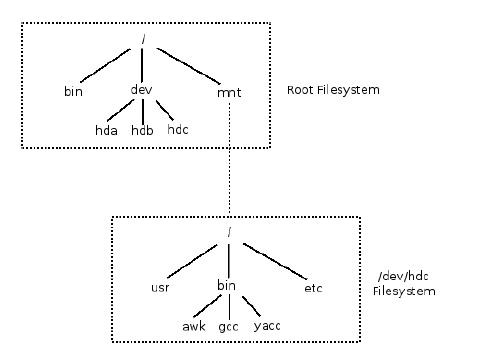 /
bin dev mnt
Root Filesystem
hda hdb hdc
/
usr bin etc
/dev/hdc
Filesystem
awk gcc yacc